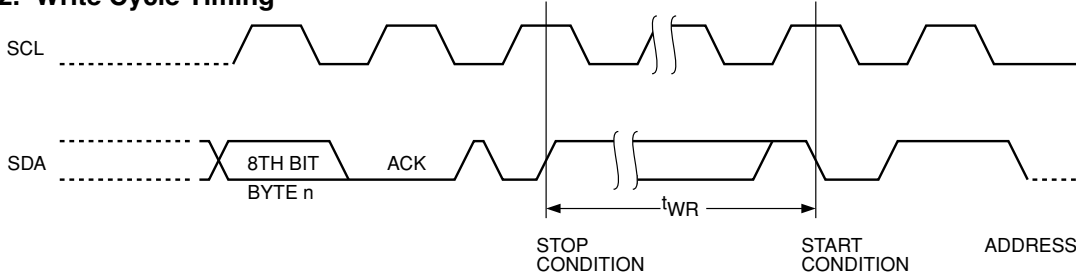 2. Write Cycle Timing
SCL
SDA
8TH BIT
ACK
BYTE n
tWR
STOP
CONDITION
START
CONDITION
ADDRESS